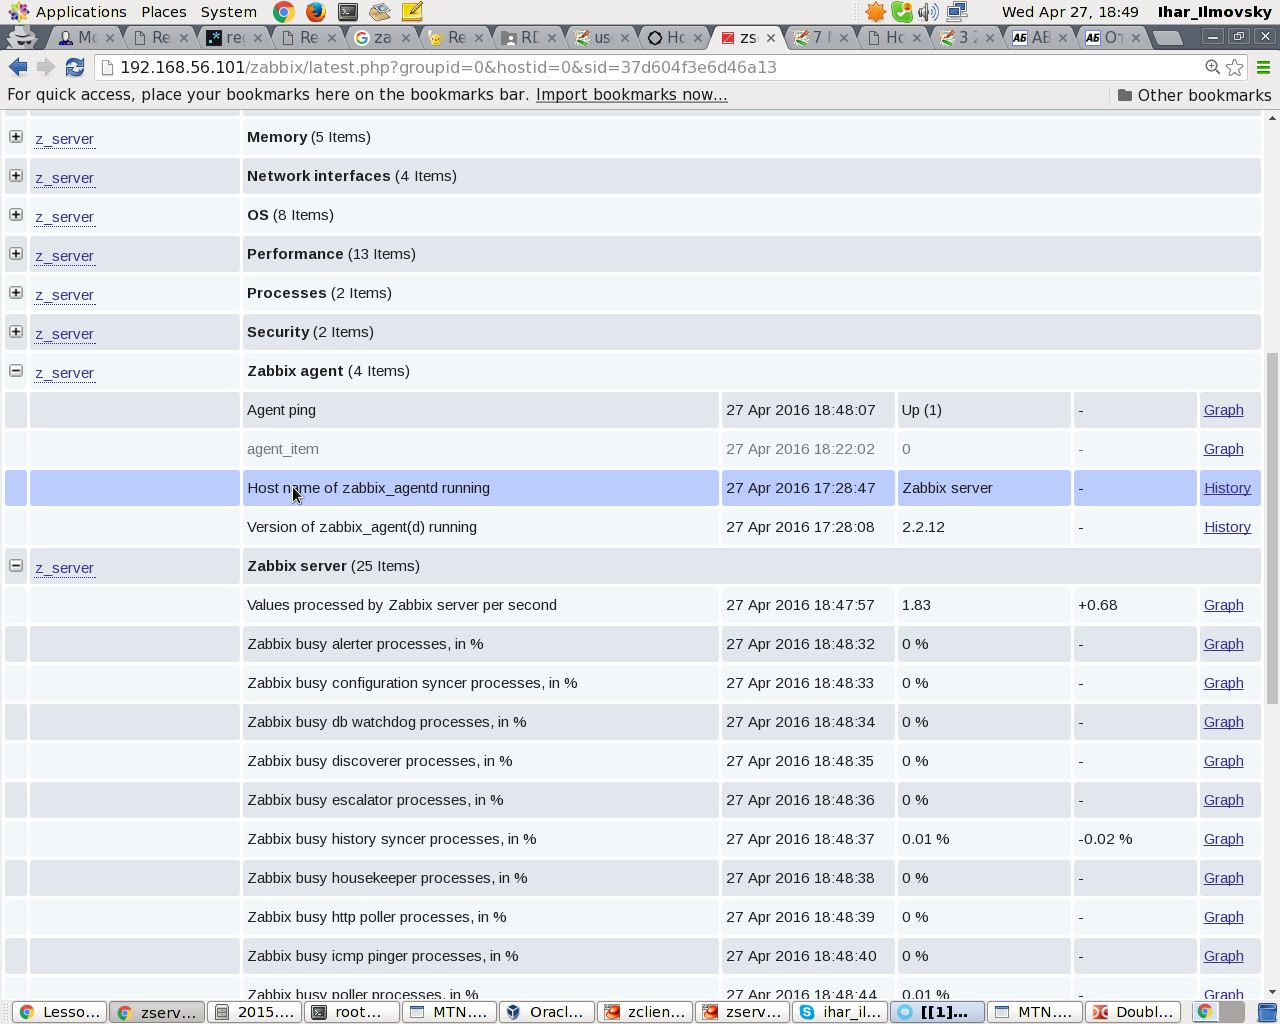 Applications Places System Wed Apr 27, 18:49 Ihar_Ilmovsky
Mo Re rec Re za Re RD us Ho zs 7 Ho 3 2 AB От
192.168.56.101/zabbix/latest.php?groupid=0&hostid=0&sid=37d604f3e6d46a13
For quick access, place your bookmarks here on the bookmarks bar. Import bookmarks now... Other bookmarks
z_server Memory (5 Items)
z_server Network interfaces (4 Items)
z_server OS (8 Items)
z_server Performance (13 Items)
z_server Processes (2 Items)
z_server Security (2 Items)
z_server Zabbix agent (4 Items)
Agent ping 27 Apr 2016 18:48:07 Up (1) - Graph
agent_item 27 Apr 2016 18:22:02 0 - Graph
Host name of zabbix_agentd running 27 Apr 2016 17:28:47 Zabbix server - History
Version of zabbix_agent(d) running 27 Apr 2016 17:28:08 2.2.12 - History
z_server Zabbix server (25 Items)
Values processed by Zabbix server per second 27 Apr 2016 18:47:57 1.83 +0.68 Graph
Zabbix busy alerter processes, in % 27 Apr 2016 18:48:32 0 % - Graph
Zabbix busy configuration syncer processes, in % 27 Apr 2016 18:48:33 0 % - Graph
Zabbix busy db watchdog processes, in % 27 Apr 2016 18:48:34 0 % - Graph
Zabbix busy discoverer processes, in % 27 Apr 2016 18:48:35 0 % - Graph
Zabbix busy escalator processes, in % 27 Apr 2016 18:48:36 0 % - Graph
Zabbix busy history syncer processes, in % 27 Apr 2016 18:48:37 0.01 % -0.02 % Graph
Zabbix busy housekeeper processes, in % 27 Apr 2016 18:48:38 0 % - Graph
Zabbix busy http poller processes, in % 27 Apr 2016 18:48:39 0 % - Graph
Zabbix busy icmp pinger processes, in % 27 Apr 2016 18:48:40 0 % - Graph
Zabbix busy poller processes, in % 27 Apr 2016 18:48:44 0.01 % - Graph
Lesso... zserv... 2015.... root... MTN.... Oracl... zclien... zserv... ihar_il... [[1]... MTN.... Doubl...